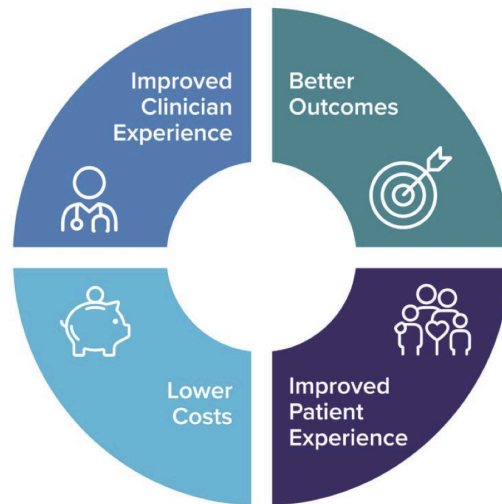 Improved
Clinician
Experience
Better
Outcomes
Lower
Costs
Improved
Patient
Experience